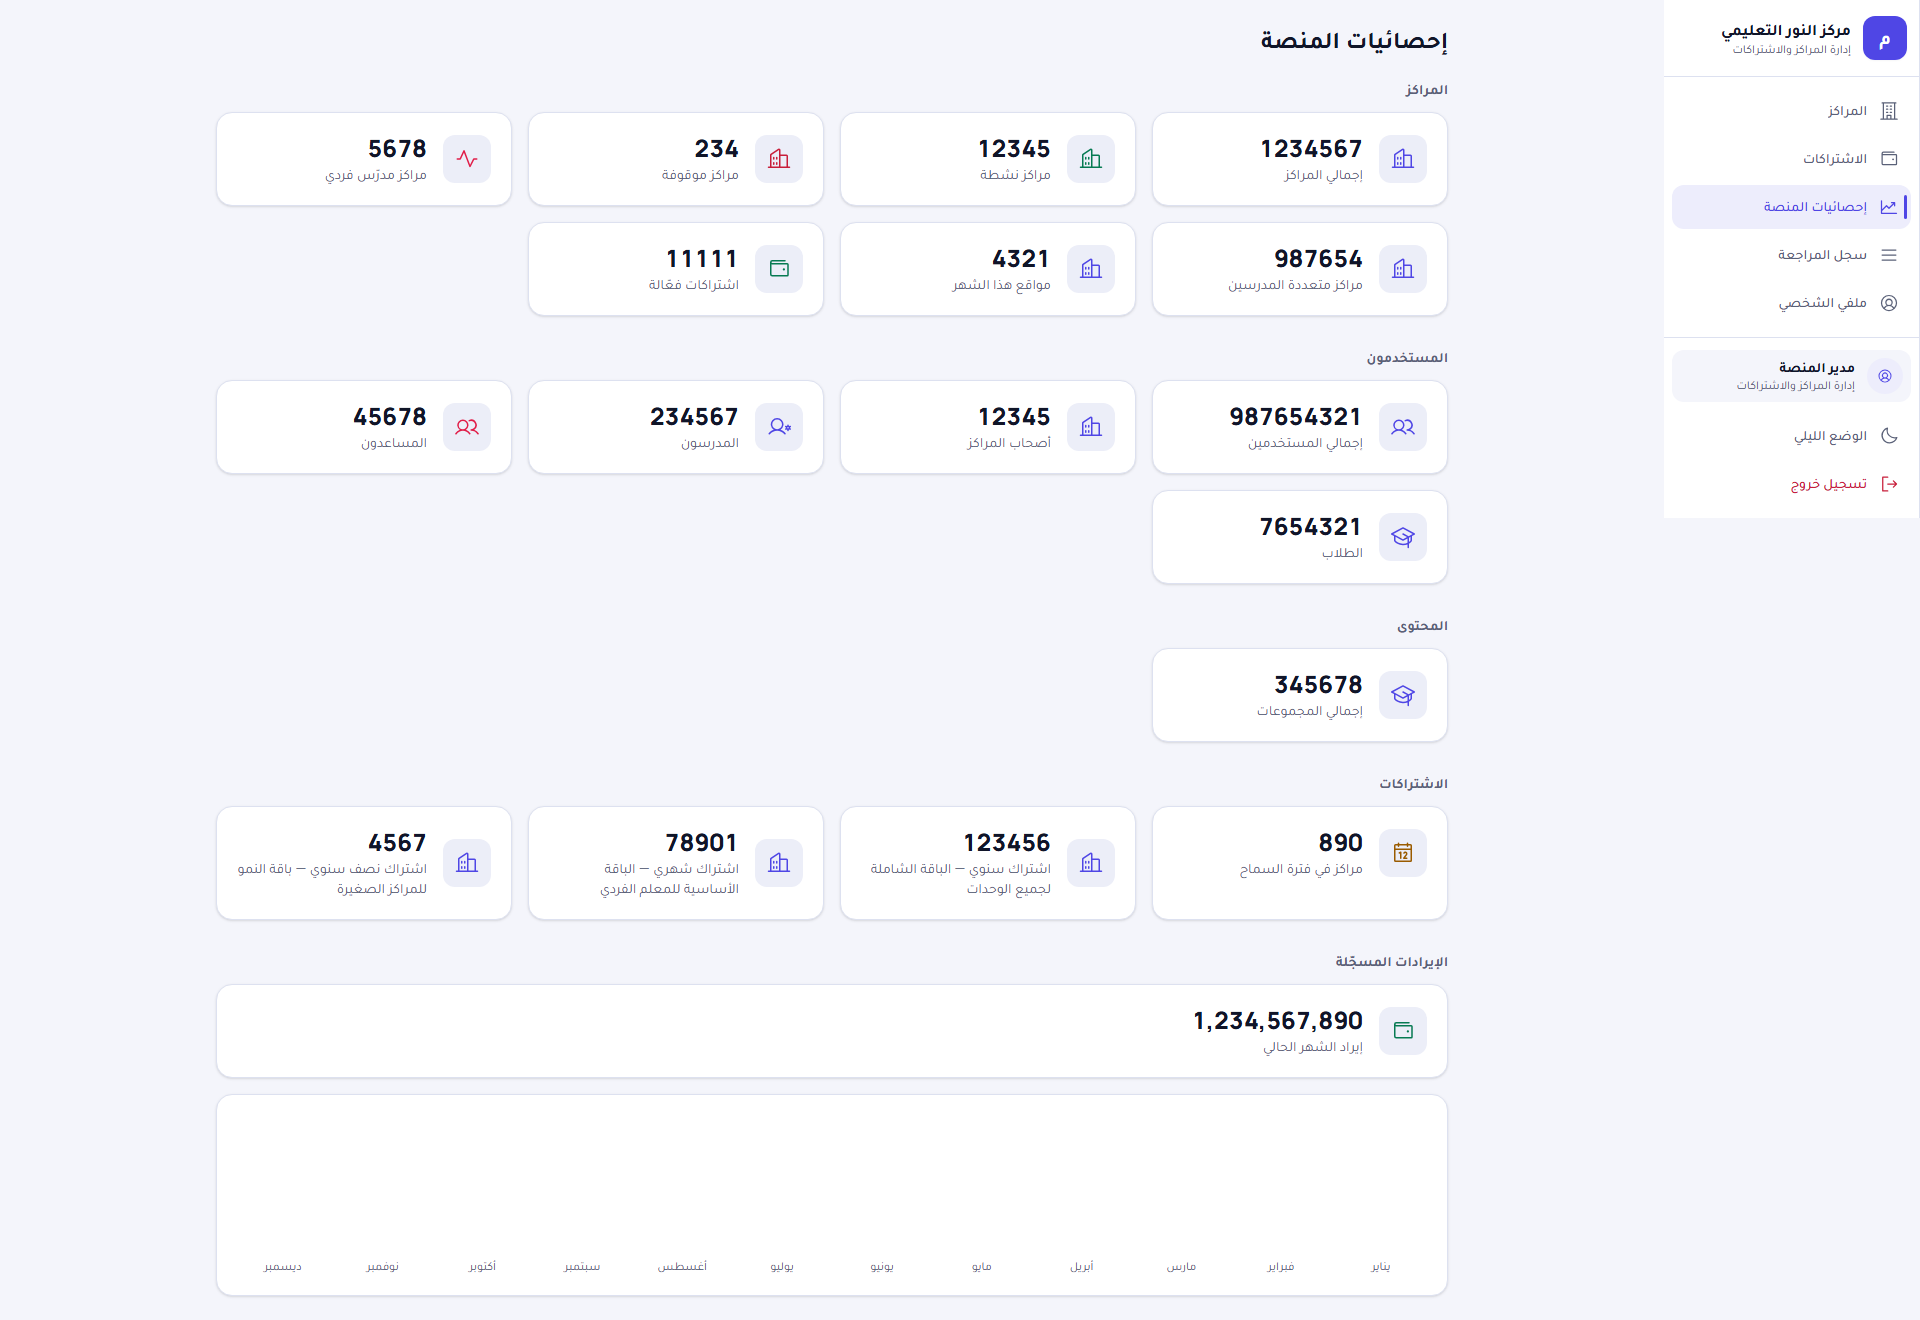 م
مركز النور التعليمي
إدارة المراكز والاشتراكات
المراكز
الاشتراكات
إحصائيات المنصة
سجل المراجعة
ملفي الشخصي
مدير المنصة
إدارة المراكز والاشتراكات
الوضع الليلي
تسجيل خروج
إحصائيات المنصة
المراكز
1234567
إجمالي المراكز
12345
مراكز نشطة
234
مراكز موقوفة
5678
مراكز مدرّس فردي
987654
مراكز متعددة المدرسين
4321
مواقع هذا الشهر
11111
اشتراكات فعّالة
المستخدمون
987654321
إجمالي المستخدمين
12345
أصحاب المراكز
234567
المدرسون
45678
المساعدون
7654321
الطلاب
المحتوى
345678
إجمالي المجموعات
الاشتراكات
12
890
مراكز في فترة السماح
123456
اشتراك سنوي — الباقة الشاملة
لجميع الوحدات
78901
اشتراك شهري — الباقة
الأساسية للمعلم الفردي
4567
اشتراك نصف سنوي — باقة النمو
للمراكز الصغيرة
الإيرادات المسجّلة
1,234,567,890
إيراد الشهر الحالي
يناير فبراير مارس أبريل مايو يونيو يوليو أغسطس سبتمبر أكتوبر نوفمبر ديسمبر